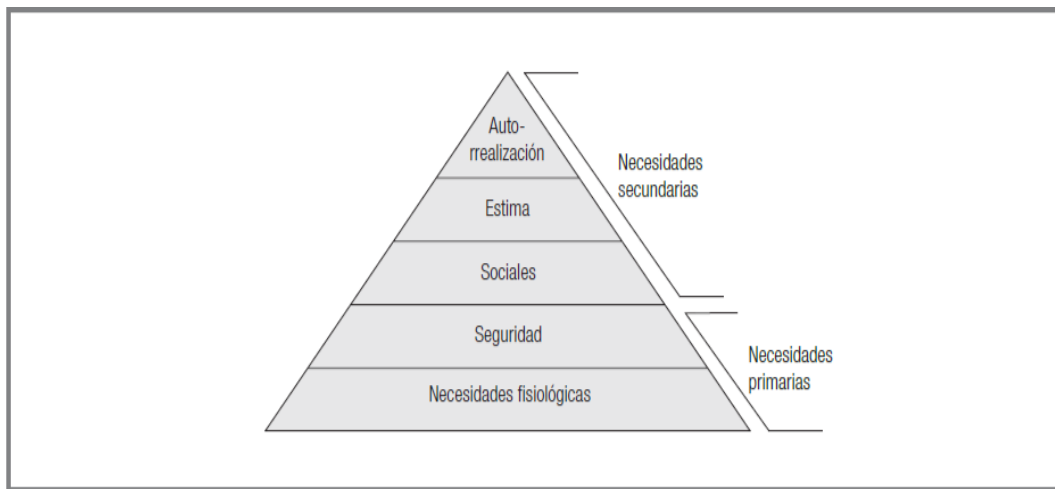 Auto-
rrealización
Necesidades
secundarias
Estima
Sociales
Seguridad
Necesidades
primarias
Necesidades fisiológicas